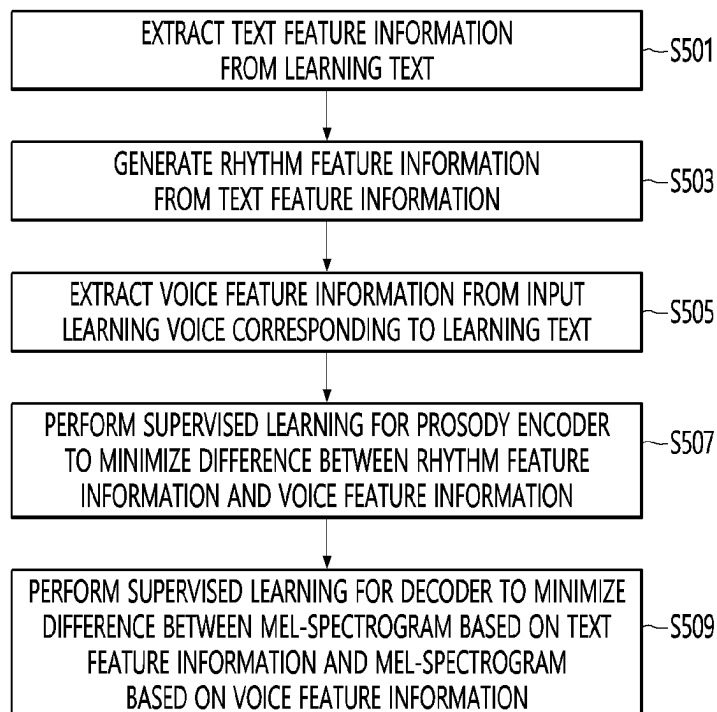 EXTRACT TEXT FEATURE INFORMATION
FROM LEARNING TEXT
S501
GENERATE RHYTHM FEATURE INFORMATION
FROM TEXT FEATURE INFORMATION
S503
EXTRACT VOICE FEATURE INFORMATION FROM INPUT
LEARNING VOICE CORRESPONDING TO LEARNING TEXT
S505
PERFORM SUPERVISED LEARNING FOR PROSODY ENCODER
TO MINIMIZE DIFFERENCE BETWEEN RHYTHM FEATURE
INFORMATION AND VOICE FEATURE INFORMATION
S507
PERFORM SUPERVISED LEARNING FOR DECODER TO MINIMIZE
DIFFERENCE BETWEEN MEL-SPECTROGRAM BASED ON TEXT
FEATURE INFORMATION AND MEL-SPECTROGRAM
BASED ON VOICE FEATURE INFORMATION
S509